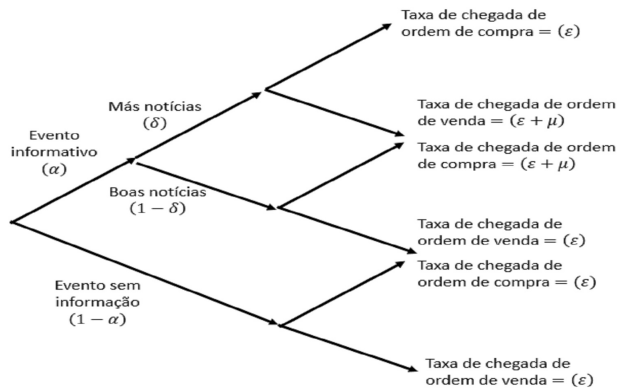 Taxa de chegada de
ordem de compra = (ε)
Más notícias
(δ)
Taxa de chegada de ordem
de venda = (ε + μ)
Evento
informativo
(α)
Taxa de chegada de ordem
de compra = (ε + μ)
Boas notícias
(1 − δ)
Taxa de chegada de
ordem de venda = (ε)
Taxa de chegada de
ordem de compra = (ε)
Evento sem
informação
(1 − α)
Taxa de chegada de
ordem de venda = (ε)